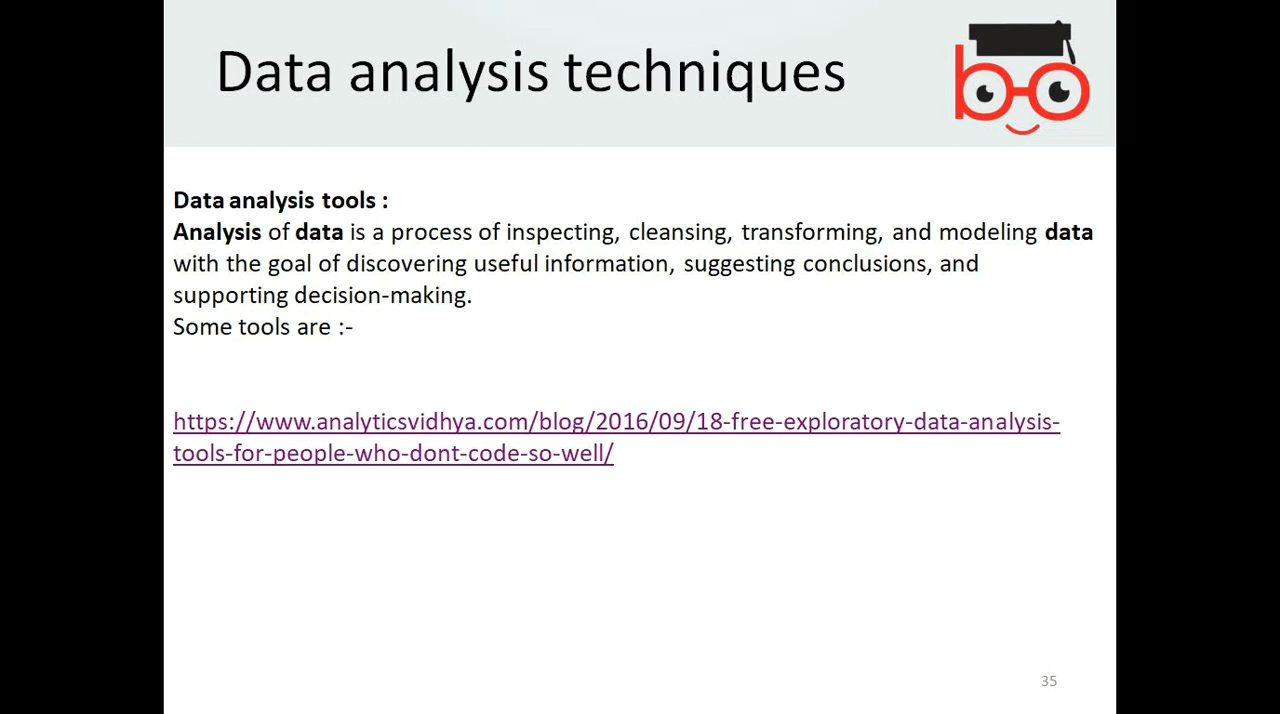 Data analysis techniques
Data analysis tools :
Analysis of data is a process of inspecting, cleansing, transforming, and modeling data
with the goal of discovering useful information, suggesting conclusions, and
supporting decision-making.
Some tools are :-
https://www.analyticsvidhya.com/blog/2016/09/18-free-exploratory-data-analysis-
tools-for-people-who-dont-code-so-well/
35